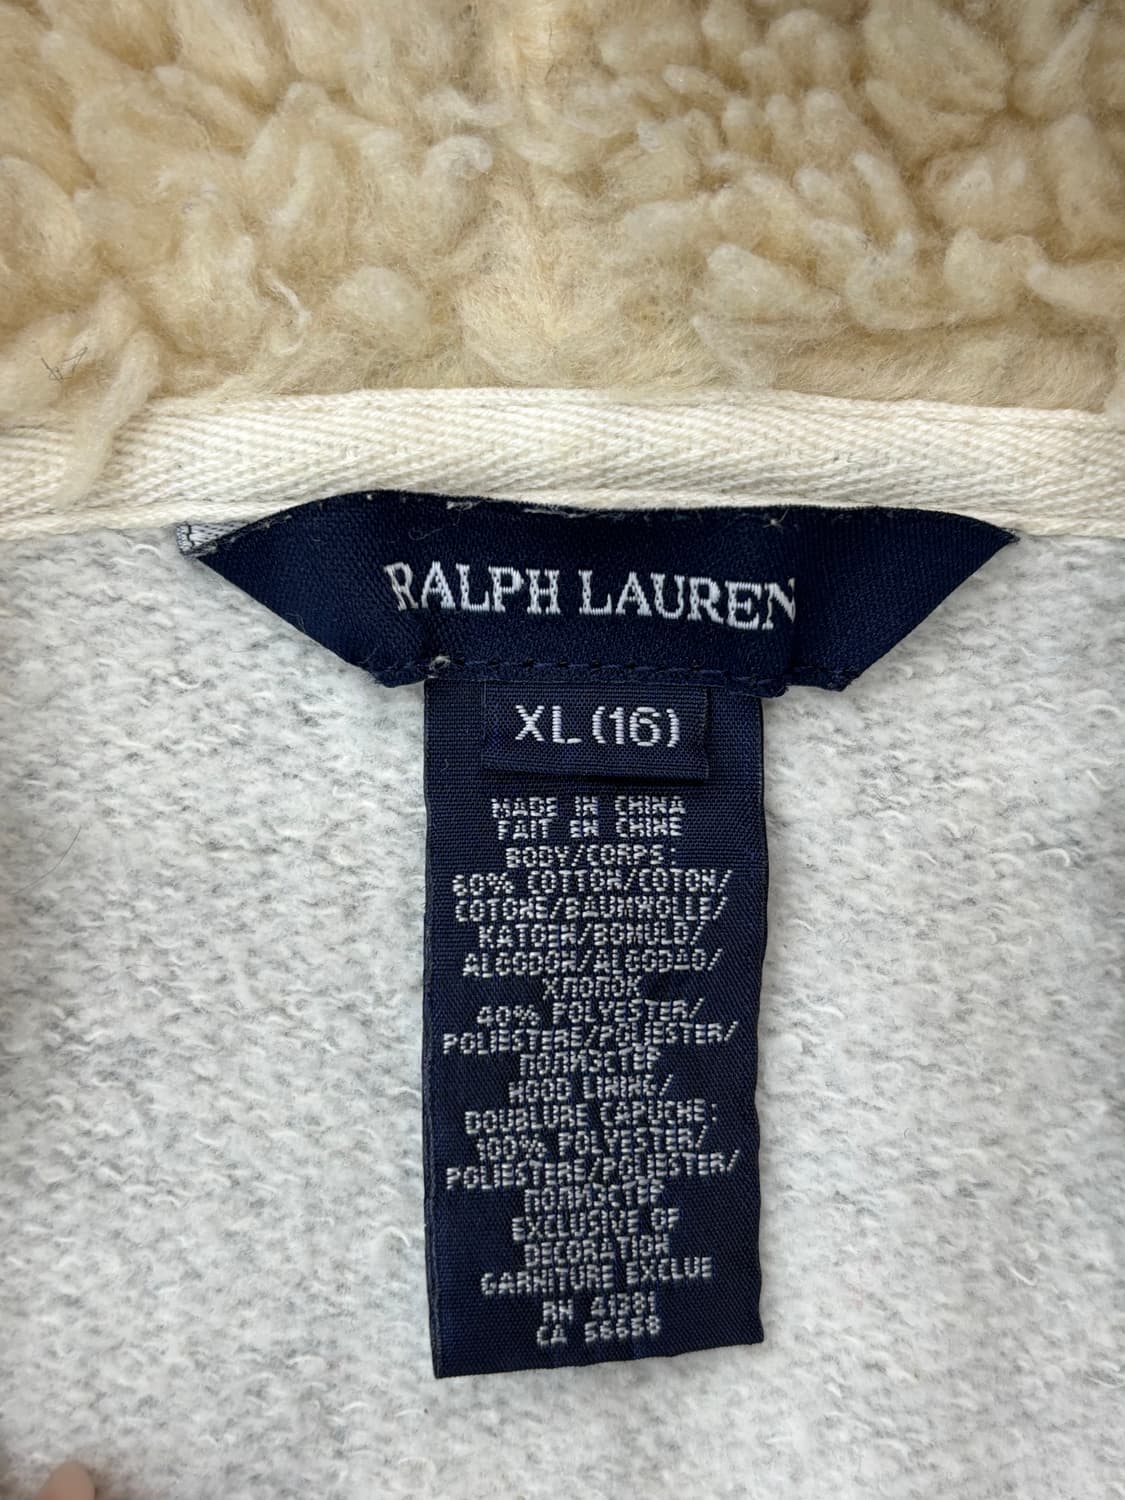 RALPH LAUREN
XL (16)
MADE IN CHINA
FAIT EN CHINE
BODY/CORPS:
60% COTTON/COTON/
COTONE/BAUMWOLLE/
KATOEN/BOMULD/
ALGODON/ALGODAO/
ХЛОПОК
40% POLYESTER/
POLIESTERE/POLIESTER/
ПОЛИЭСТЕР
HOOD LINING/
DOUBLURE CAPUCHE:
100% POLYESTER/
POLIESTERE/POLIESTER/
ПОЛИЭСТЕР
EXCLUSIVE OF
DECORATION
GARNITURE EXCLUE
RN 41381
CA 56658